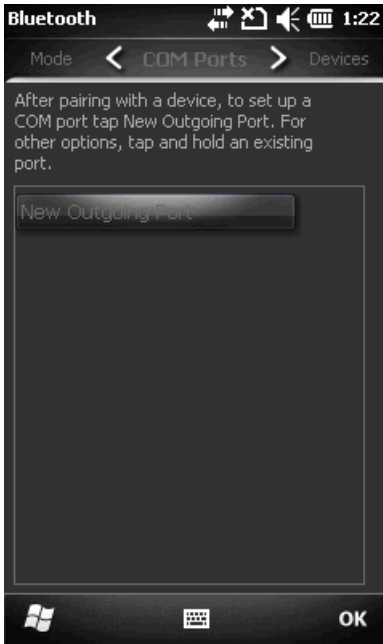 Bluetooth 1:22
Mode COM Ports Devices
After pairing with a device, to set up a
COM port tap New Outgoing Port. For
other options, tap and hold an existing
port.
New Outgoing Port
OK